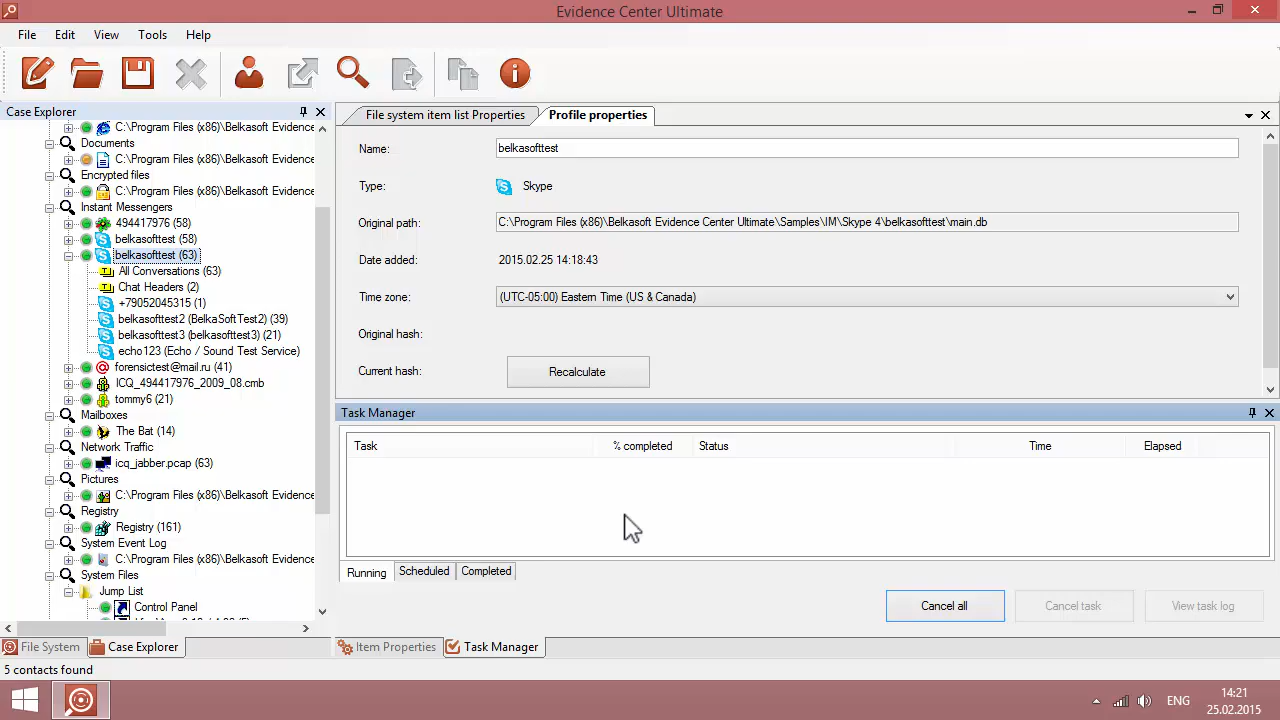 Evidence Center Ultimate
File Edit View Tools Help
Case Explorer
C:\Program Files (x86)\Belkasoft Evidence
Documents
C:\Program Files (x86)\Belkasoft Evidence
Encrypted files
C:\Program Files (x86)\Belkasoft Evidence
Instant Messengers
494417976 (58)
belkasofttest (58)
belkasofttest (63)
All Conversations (63)
Chat Headers (2)
+79052045315 (1)
belkasofttest2 (BelkaSoftTest2) (39)
belkasofttest3 (belkasofttest3) (21)
echo123 (Echo / Sound Test Service)
forensictest@mail.ru (41)
ICQ_494417976_2009_08.cmb
tommy6 (21)
Mailboxes
The Bat (14)
Network Traffic
icq_jabber.pcap (63)
Pictures
C:\Program Files (x86)\Belkasoft Evidence
Registry
Registry (161)
System Event Log
C:\Program Files (x86)\Belkasoft Evidence
System Files
Jump List
Control Panel
File System Case Explorer
File system item list Properties Profile properties
Name: belkasofttest
Type: Skype
Original path: C:\Program Files (x86)\Belkasoft Evidence Center Ultimate\Samples\IM\Skype 4\belkasofttest\main.db
Date added: 2015.02.25 14:18:43
Time zone: (UTC-05:00) Eastern Time (US & Canada)
Original hash:
Current hash: Recalculate
Task Manager
Task % completed Status Time Elapsed
Running Scheduled Completed
Cancel all Cancel task View task log
Item Properties Task Manager
5 contacts found
ENG
14:21
25.02.2015